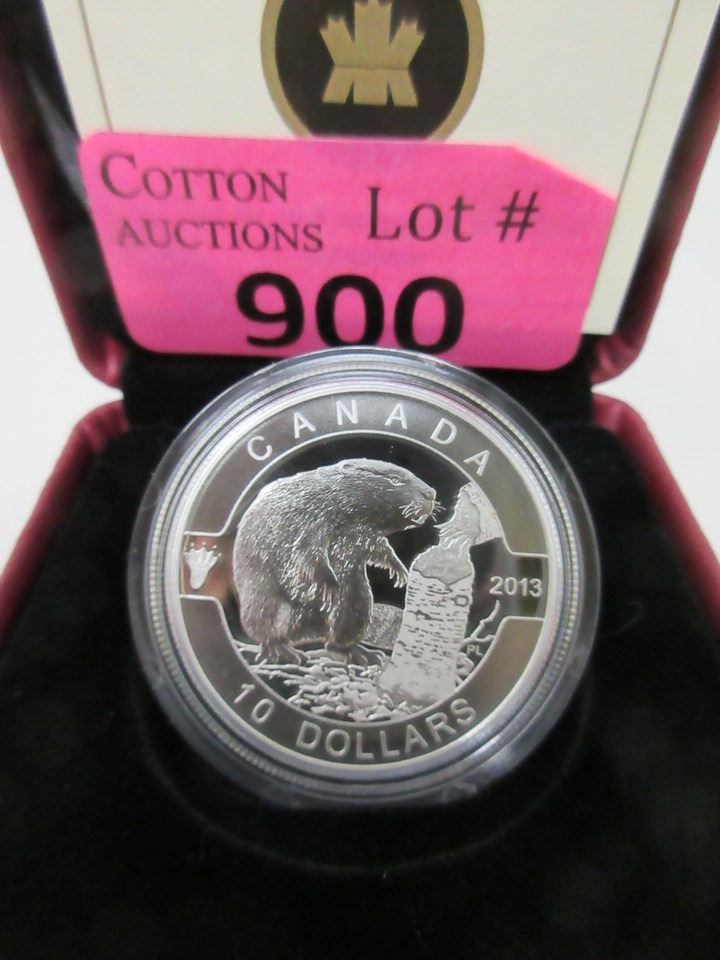 COTTON
AUCTIONS
Lot #
900
CANADA
2013
PL
10 DOLLARS